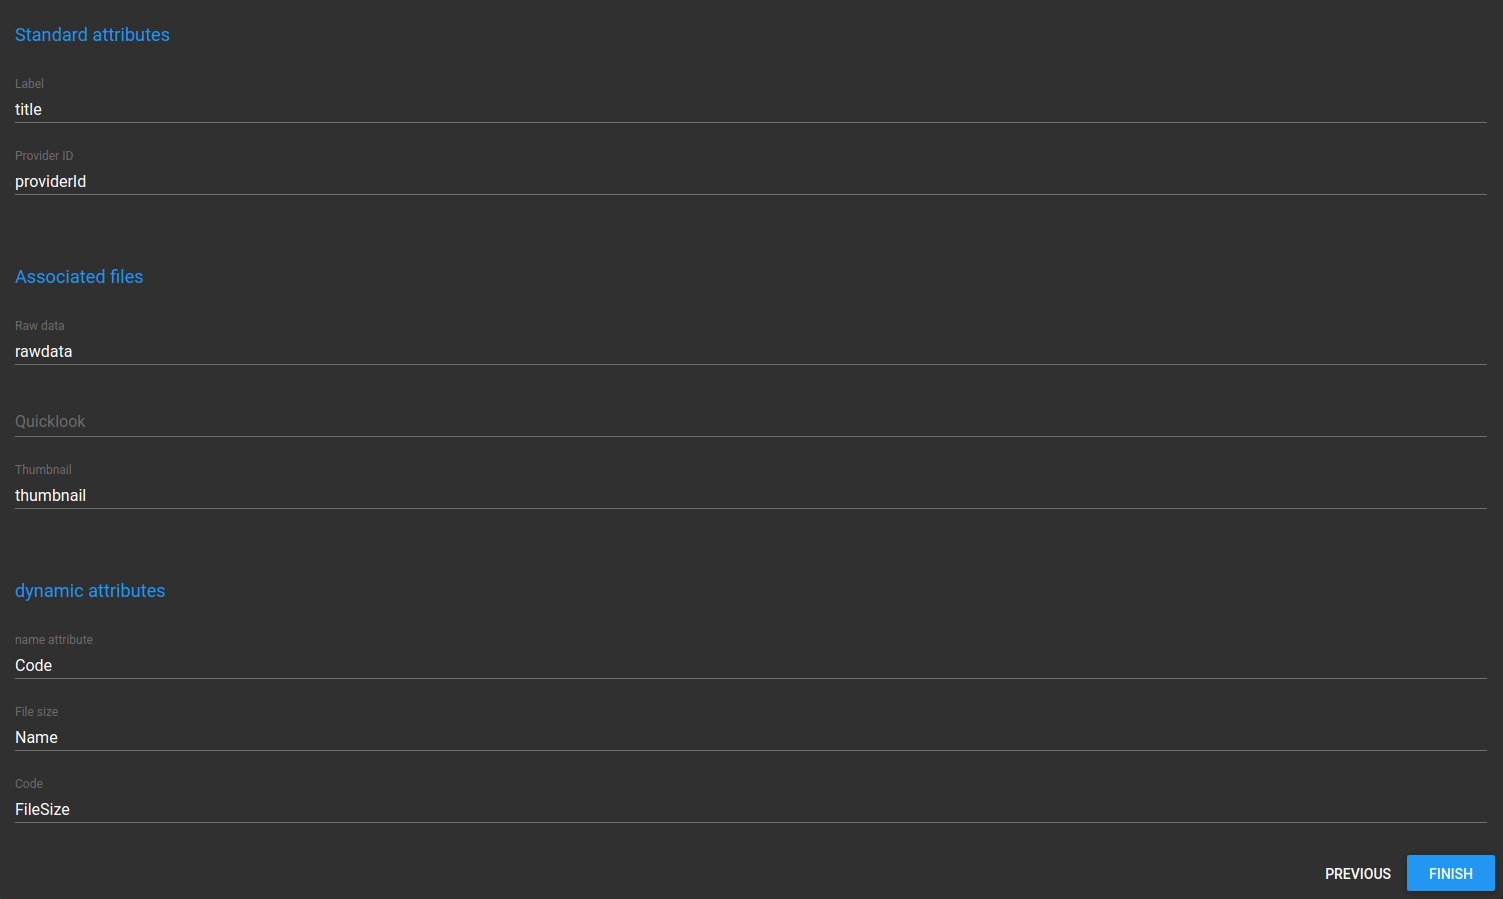 Standard attributes
Label
title
Provider ID
providerId
Associated files
Raw data
rawdata
Quicklook
Thumbnail
thumbnail
dynamic attributes
name attribute
Code
File size
Name
Code
FileSize
PREVIOUS FINISH